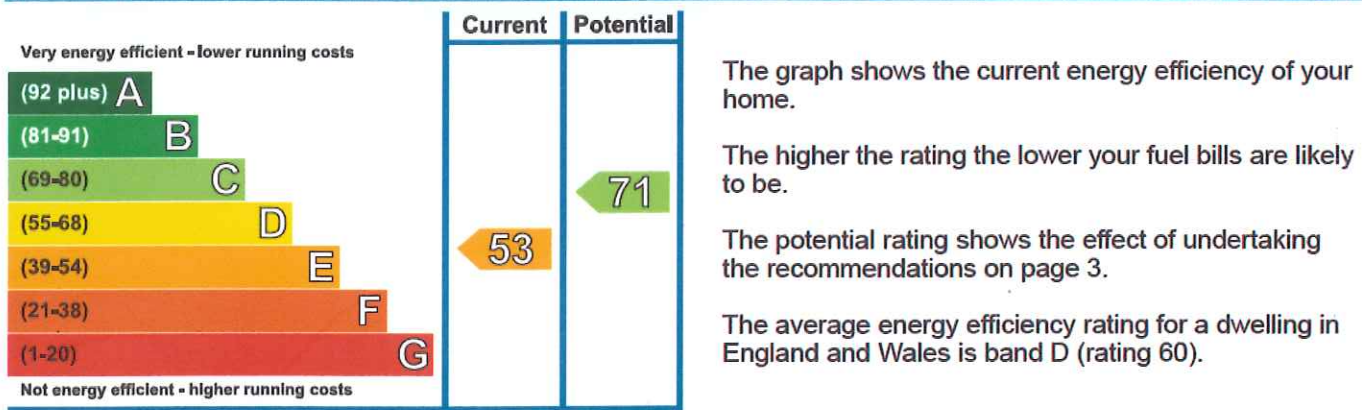 Current Potential
Very energy efficient - lower running costs
(92 plus) A
(81-91) B
(69-80) C
71
(55-68) D
53
(39-54) E
(21-38) F
(1-20) G
Not energy efficient - higher running costs
The graph shows the current energy efficiency of your
home.
The higher the rating the lower your fuel bills are likely
to be.
The potential rating shows the effect of undertaking
the recommendations on page 3.
The average energy efficiency rating for a dwelling in
England and Wales is band D (rating 60).